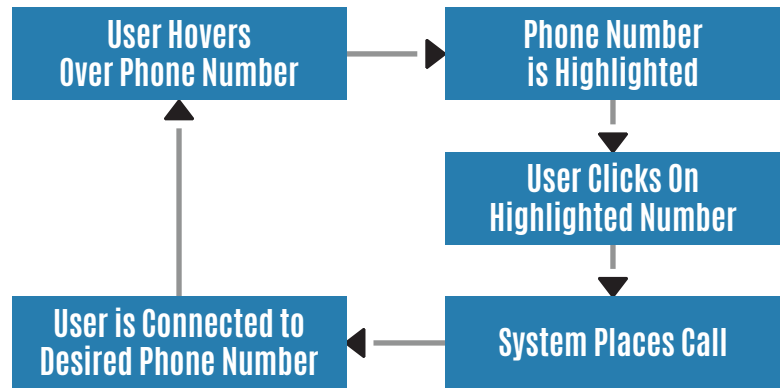 User Hovers
Over Phone Number
Phone Number
is Highlighted
User Clicks On
Highlighted Number
System Places Call
User is Connected to
Desired Phone Number